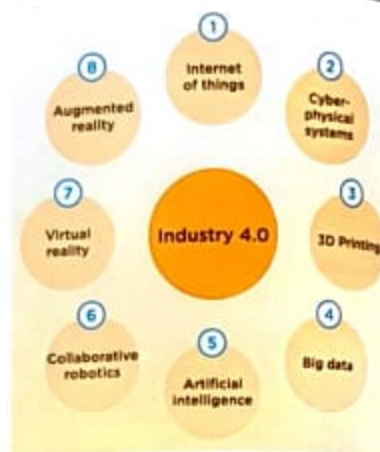 1
Internet
of things
2
Cyber-
physical
systems
3
3D Printing
4
Big data
5
Artificial
intelligence
6
Collaborative
robotics
7
Virtual
reality
8
Augmented
reality
Industry 4.0